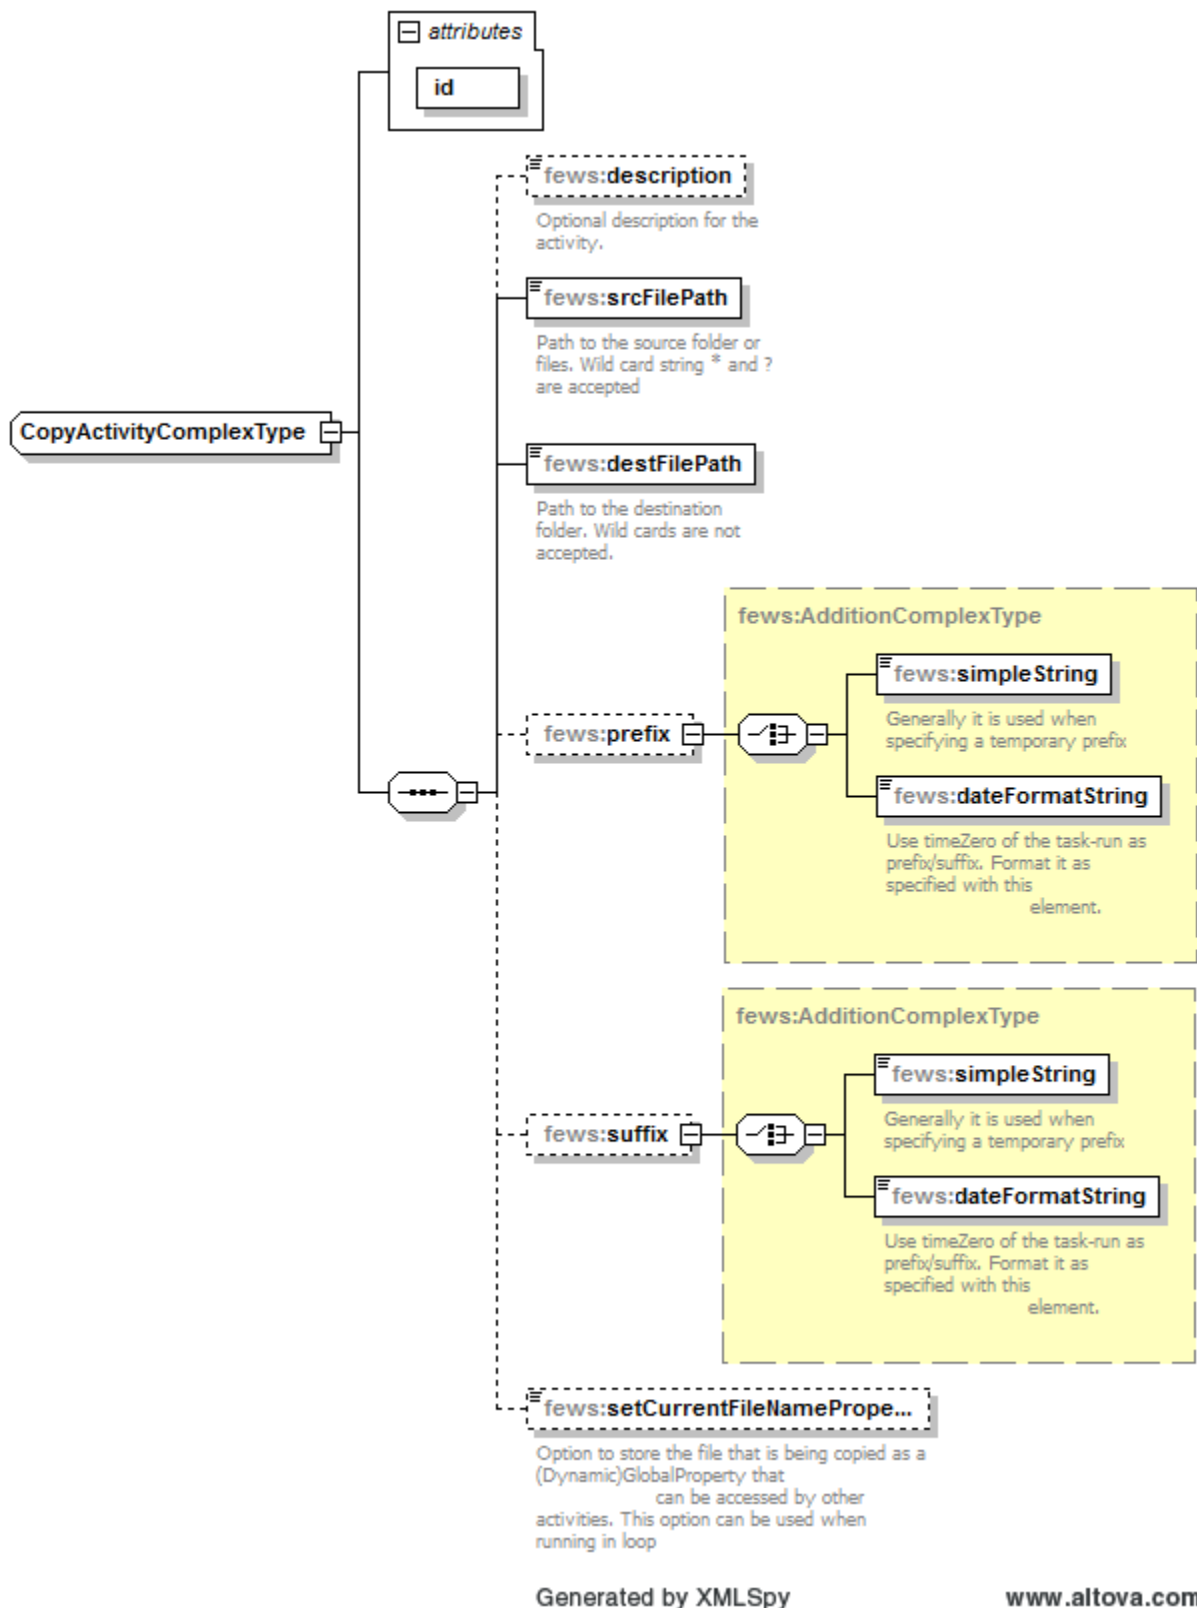 attributes
id
fews:description
Optional description for the
activity.
fews:srcFilePath
Path to the source folder or
files. Wild card string * and ?
are accepted
CopyActivityComplexType
fews:destFilePath
Path to the destination
folder. Wild cards are not
accepted.
fews:AdditionComplexType
fews:simpleString
Generally it is used when
specifying a temporary prefix
fews:prefix
fews:dateFormatString
Use timeZero of the task-run as
prefix/suffix. Format it as
specified with this
element.
fews:AdditionComplexType
fews:simpleString
Generally it is used when
specifying a temporary prefix
fews:suffix
fews:dateFormatString
Use timeZero of the task-run as
prefix/suffix. Format it as
specified with this
element.
fews:setCurrentFileNamePrope...
Option to store the file that is being copied as a
(Dynamic)GlobalProperty that
can be accessed by other
activities. This option can be used when
running in loop
Generated by XMLSpy
www.altova.com